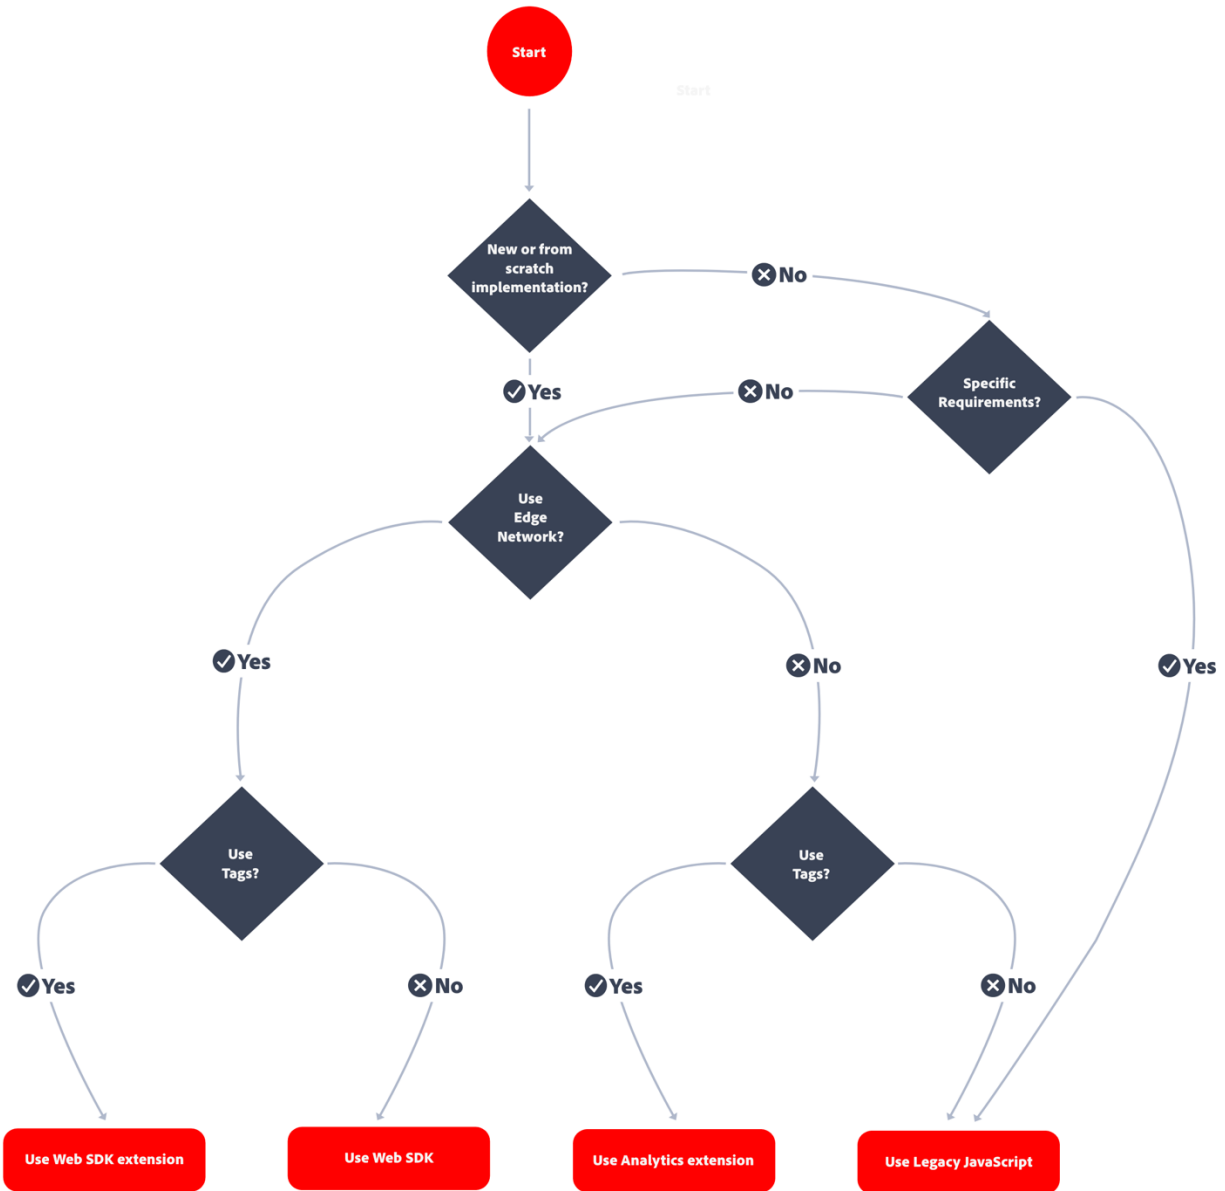 Start
Start
New or from
scratch
implementation?
No
Specific
Requirements?
Yes
No
Use
Edge
Network?
Yes
No
Yes
Use
Tags?
Use
Tags?
Yes
No
Yes
No
Use Web SDK extension
Use Web SDK
Use Analytics extension
Use Legacy JavaScript